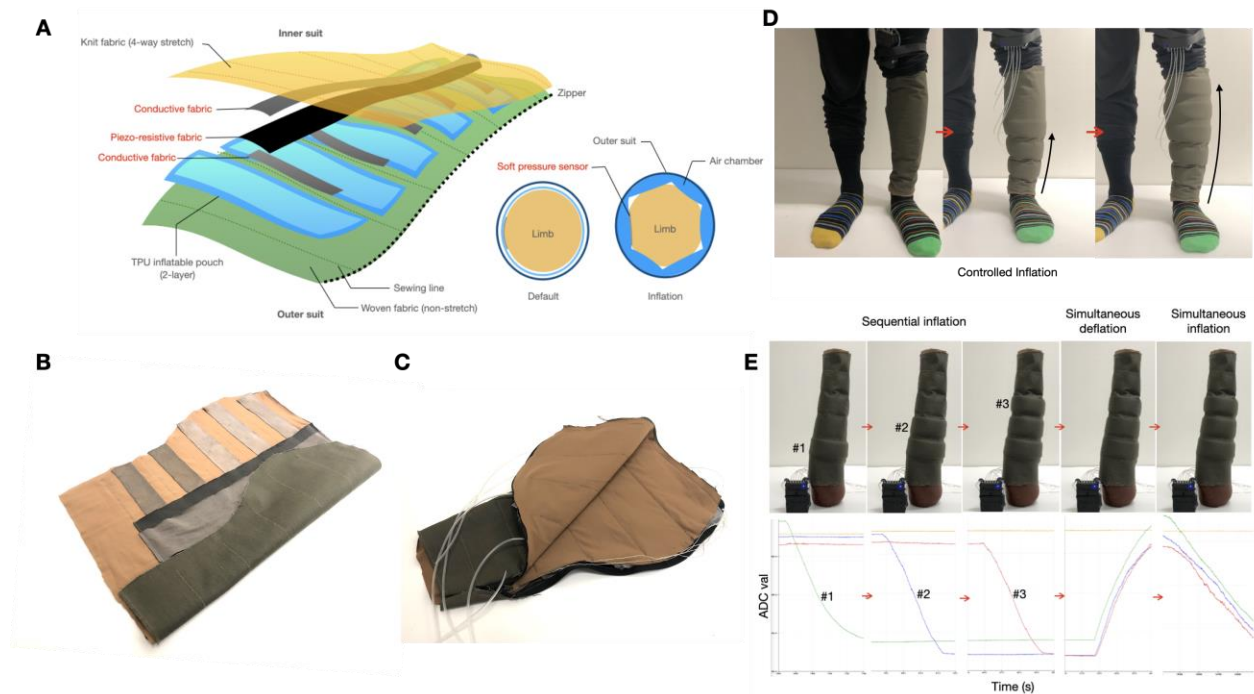 A
Inner suit
Knit fabric (4-way stretch)
Conductive fabric
Piezo-resistive fabric
Conductive fabric
Zipper
TPU inflatable pouch
(2-layer)
Sewing line
Woven fabric (non-stretch)
Outer suit
Outer suit
Soft pressure sensor
Air chamber
Limb
Limb
Default
Inflation
B
C
D
Controlled Inflation
E
Sequential inflation
Simultaneous
deflation
Simultaneous
inflation
#1
#2
#3
ADC val
#1
#2
#3
Time (s)